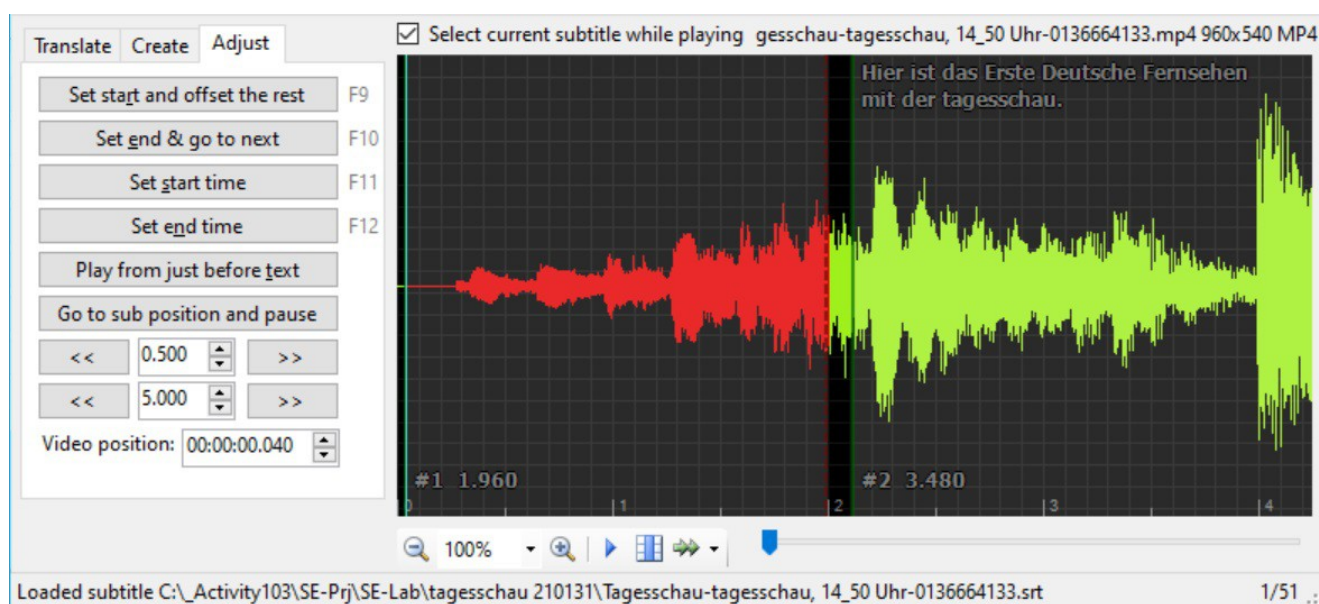 Translate Create Adjust
Set start and offset the rest F9
Set end & go to next F10
Set start time F11
Set end time F12
Play from just before text
Go to sub position and pause
<< 0.500 >>
<< 5.000 >>
Video position: 00:00:00.040
Select current subtitle while playing gesschau-tagesschau, 14_50 Uhr-0136664133.mp4 960x540 MP4
Hier ist das Erste Deutsche Fernsehen
mit der tagesschau.
#1 1.960 #2 3.480
0 1 2 3 4
100%
Loaded subtitle C:\_Activity103\SE-Prj\SE-Lab\tagesschau 210131\Tagesschau-tagesschau, 14_50 Uhr-0136664133.srt 1/51